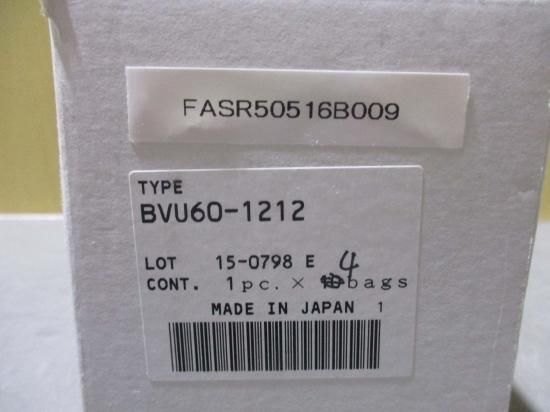 FASR50516B009
TYPE
BVU60-1212
LOT 15-0798 E
CONT. 1pc. × 4 bags
MADE IN JAPAN 1